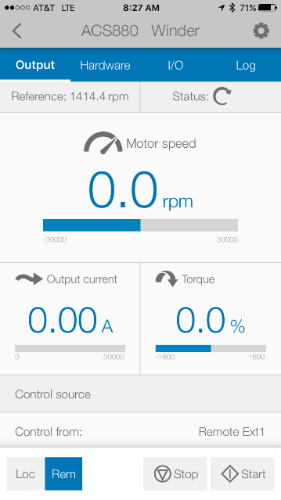 AT&T 8:27 AM 71%
ACS880 Winder
Output Hardware I/O Log
Reference: 1414.4 rpm Status:
Motor speed
0.0 rpm
-30000 30000
Output current Torque
0.00 A 0.0 %
0 30000 -1600 1600
Control source
Control from: Remote Ext1
Loc Rem Stop Start